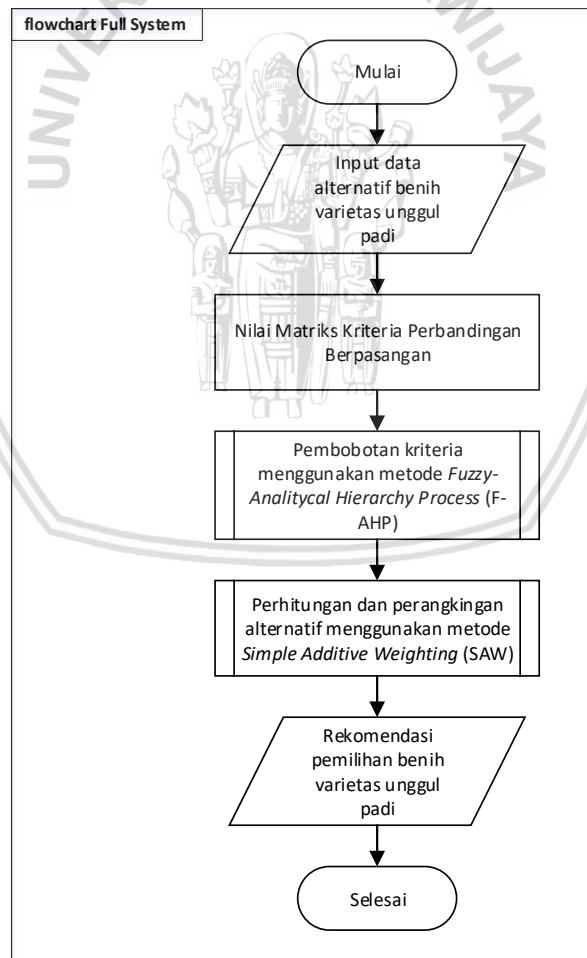 flowchart Full System
UNIVER
WIJAYA
Mulai
Input data
alternatif benih
varietas unggul
padi
Nilai Matriks Kriteria Perbandingan
Berpasangan
Pembobotan kriteria
menggunakan metode Fuzzy-
Analitycal Hierarchy Process (F-
AHP)
Perhitungan dan perangkingan
alternatif menggunakan metode
Simple Additive Weighting (SAW)
Rekomendasi
pemilihan benih
varietas unggul
padi
Selesai